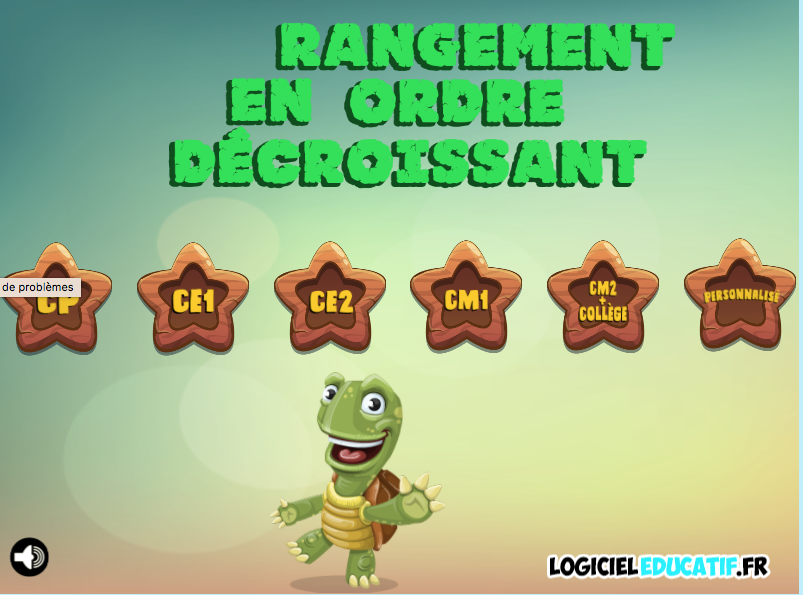 RANGEMENT
EN ORDRE
DÉCROISSANT
de problèmes
CP
CE1
CE2
CM1
CM2
+
COLLÈGE
PERSONNALISÉ
LOGICIELEDUCATIF.FR